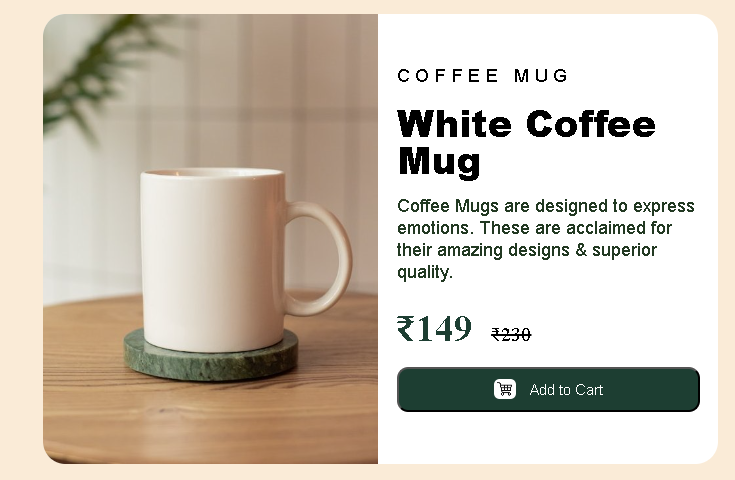 COFFEE MUG
White Coffee
Mug
Coffee Mugs are designed to express
emotions. These are acclaimed for
their amazing designs & superior
quality.
₹149 ₹230
Add to Cart